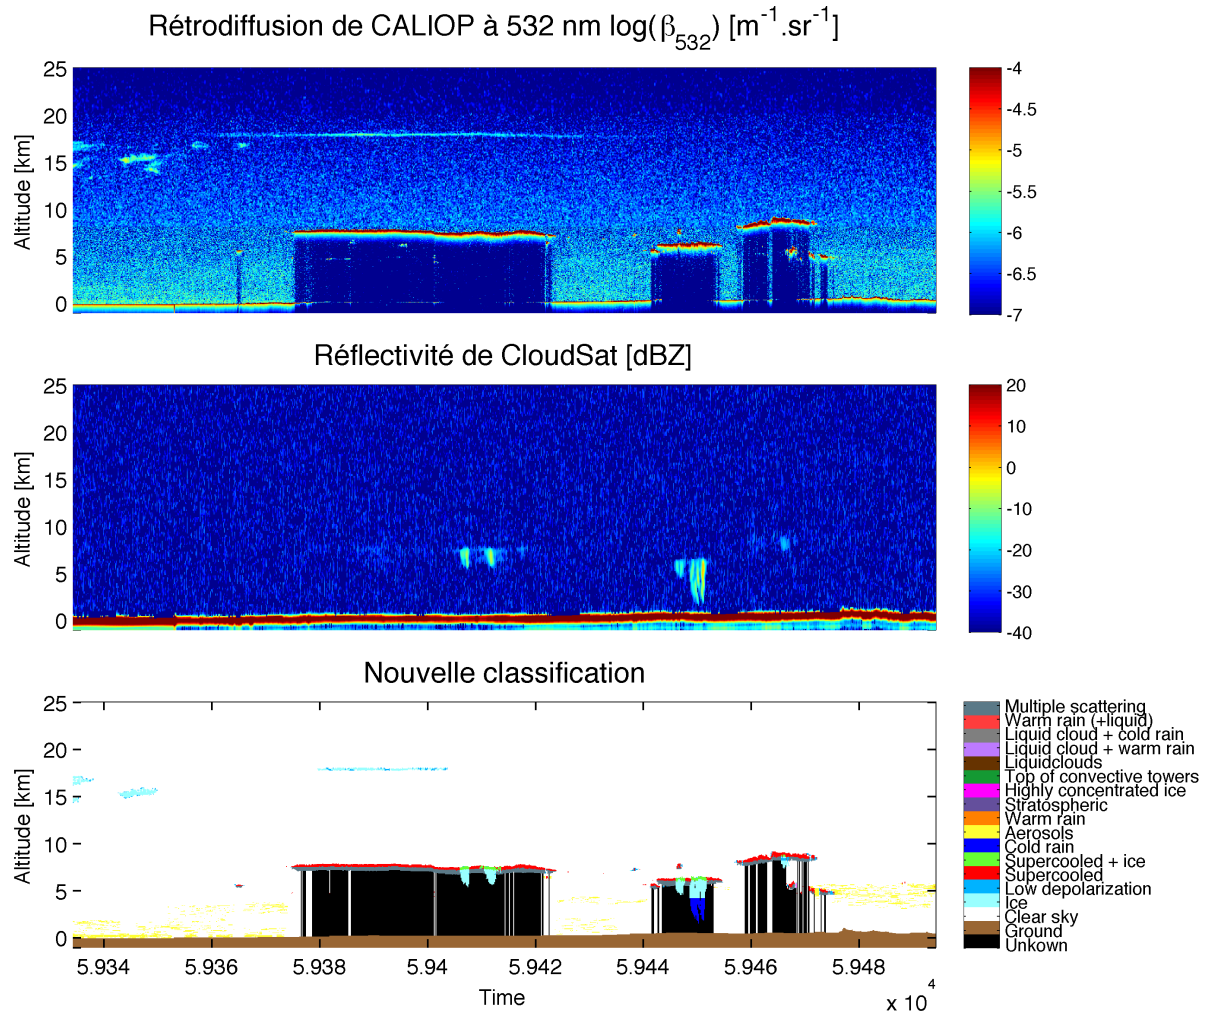 Rétrodiffusion de CALIOP à 532 nm log(β532) [m-1.sr-1]
Altitude [km]
25
20
15
10
5
0
-4
-4.5
-5
-5.5
-6
-6.5
-7
Réflectivité de CloudSat [dBZ]
Altitude [km]
25
20
15
10
5
0
20
10
0
-10
-20
-30
-40
Nouvelle classification
Altitude [km]
25
20
15
10
5
0
5.934 5.936 5.938 5.94 5.942 5.944 5.946 5.948
Time
x 10 4
Multiple scattering
Warm rain (+liquid)
Liquid cloud + cold rain
Liquid cloud + warm rain
Liquidclouds
Top of convective towers
Highly concentrated ice
Stratospheric
Warm rain
Aerosols
Cold rain
Supercooled + ice
Supercooled
Low depolarization
Ice
Clear sky
Ground
Unkown